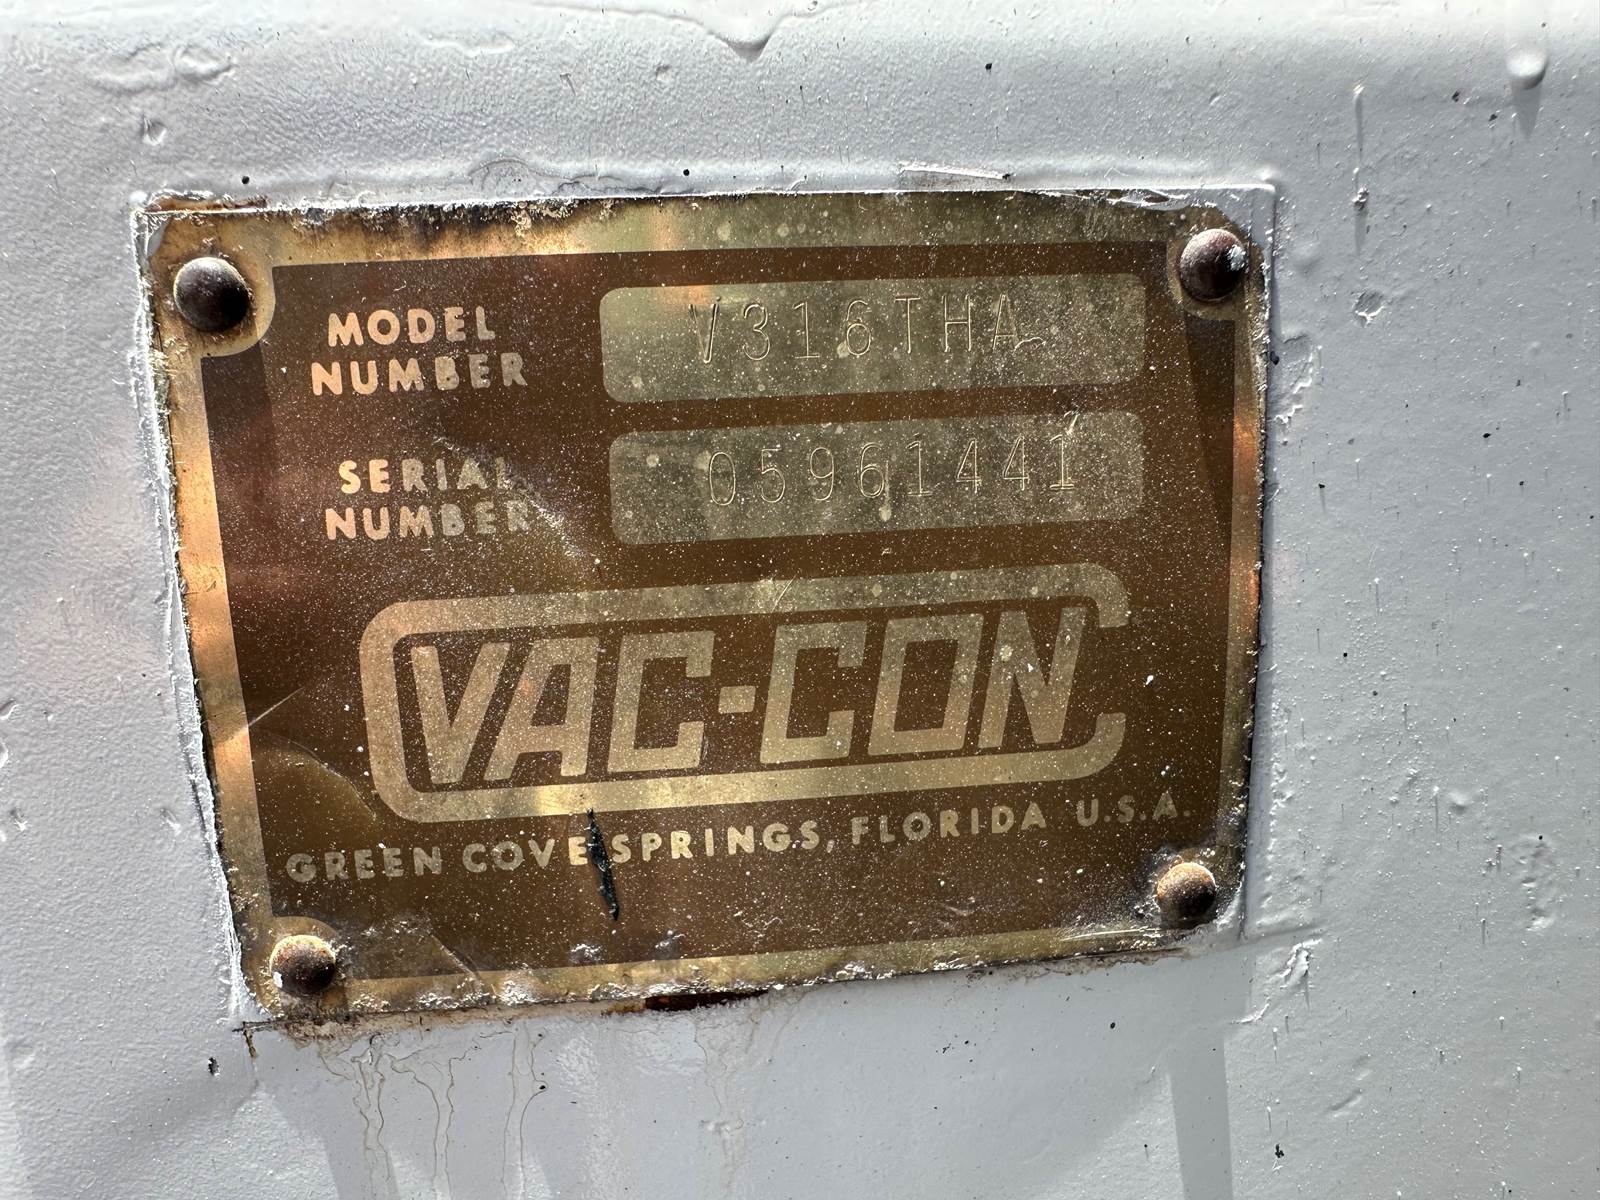 MODEL NUMBER V316THA
SERIAL NUMBER 05961441
VAC-CON
GREEN COVE SPRINGS, FLORIDA U.S.A.